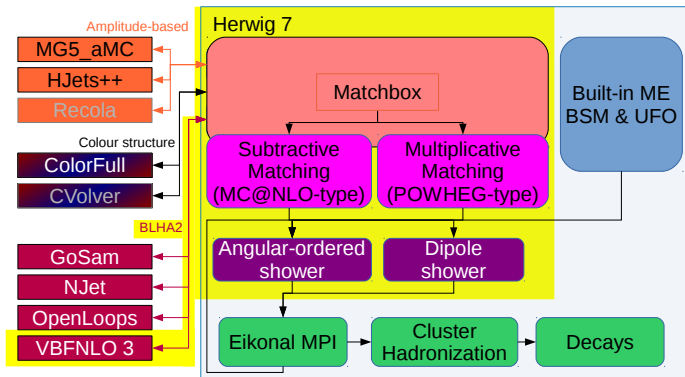 Herwig 7
Amplitude-based
MG5_aMC
HJets++
Recola
Colour structure
ColorFull
CVolver
BLHA2
GoSam
NJet
OpenLoops
VBFNLO 3
Matchbox
Subtractive
Matching
(MC@NLO-type)
Multiplicative
Matching
(POWHEG-type)
Built-in ME
BSM & UFO
Angular-ordered
shower
Dipole
shower
Eikonal MPI
Cluster
Hadronization
Decays